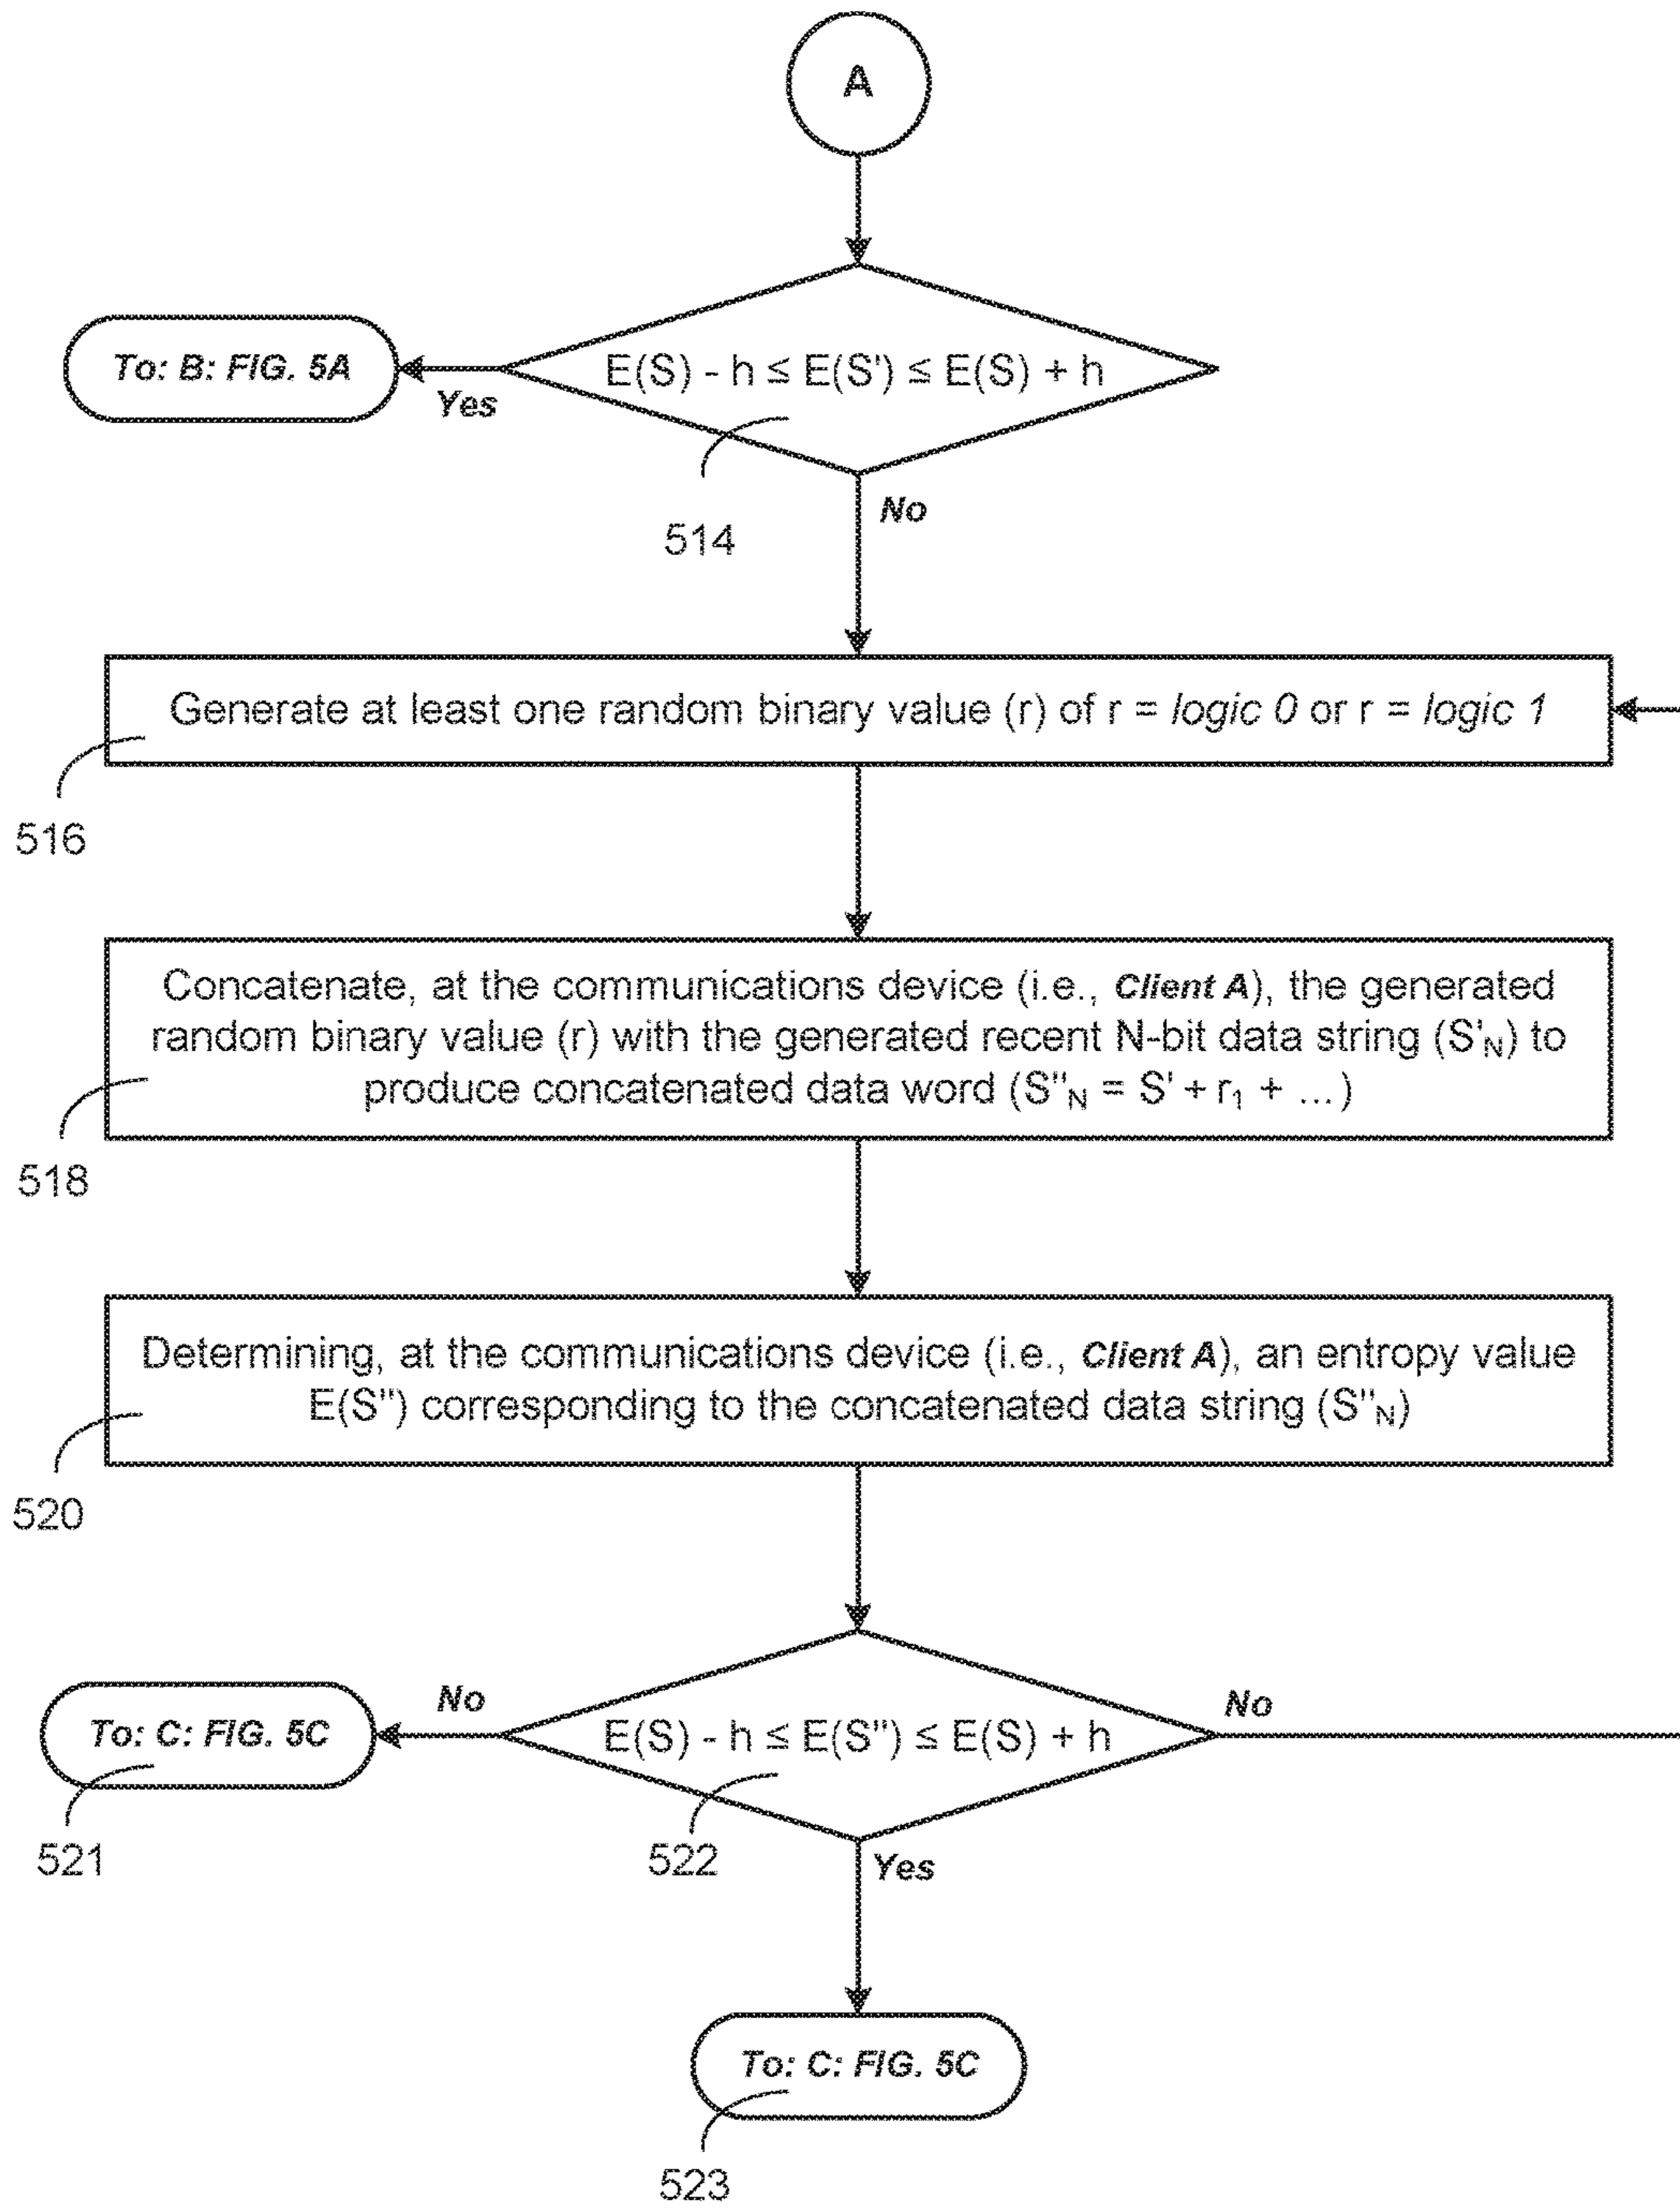 A
E(S) - h ≤ E(S') ≤ E(S) + h
To: B: FIG. 5A
Yes
No
514
Generate at least one random binary value (r) of r = logic 0 or r = logic 1
516
Concatenate, at the communications device (i.e., Client A), the generated
random binary value (r) with the generated recent N-bit data string (S'N) to
produce concatenated data word (S''N = S' + r1 + ...)
518
Determining, at the communications device (i.e., Client A), an entropy value
E(S'') corresponding to the concatenated data string (S''N)
520
No
No
To: C: FIG. 5C
E(S) - h ≤ E(S'') ≤ E(S) + h
521
522
Yes
To: C: FIG. 5C
523